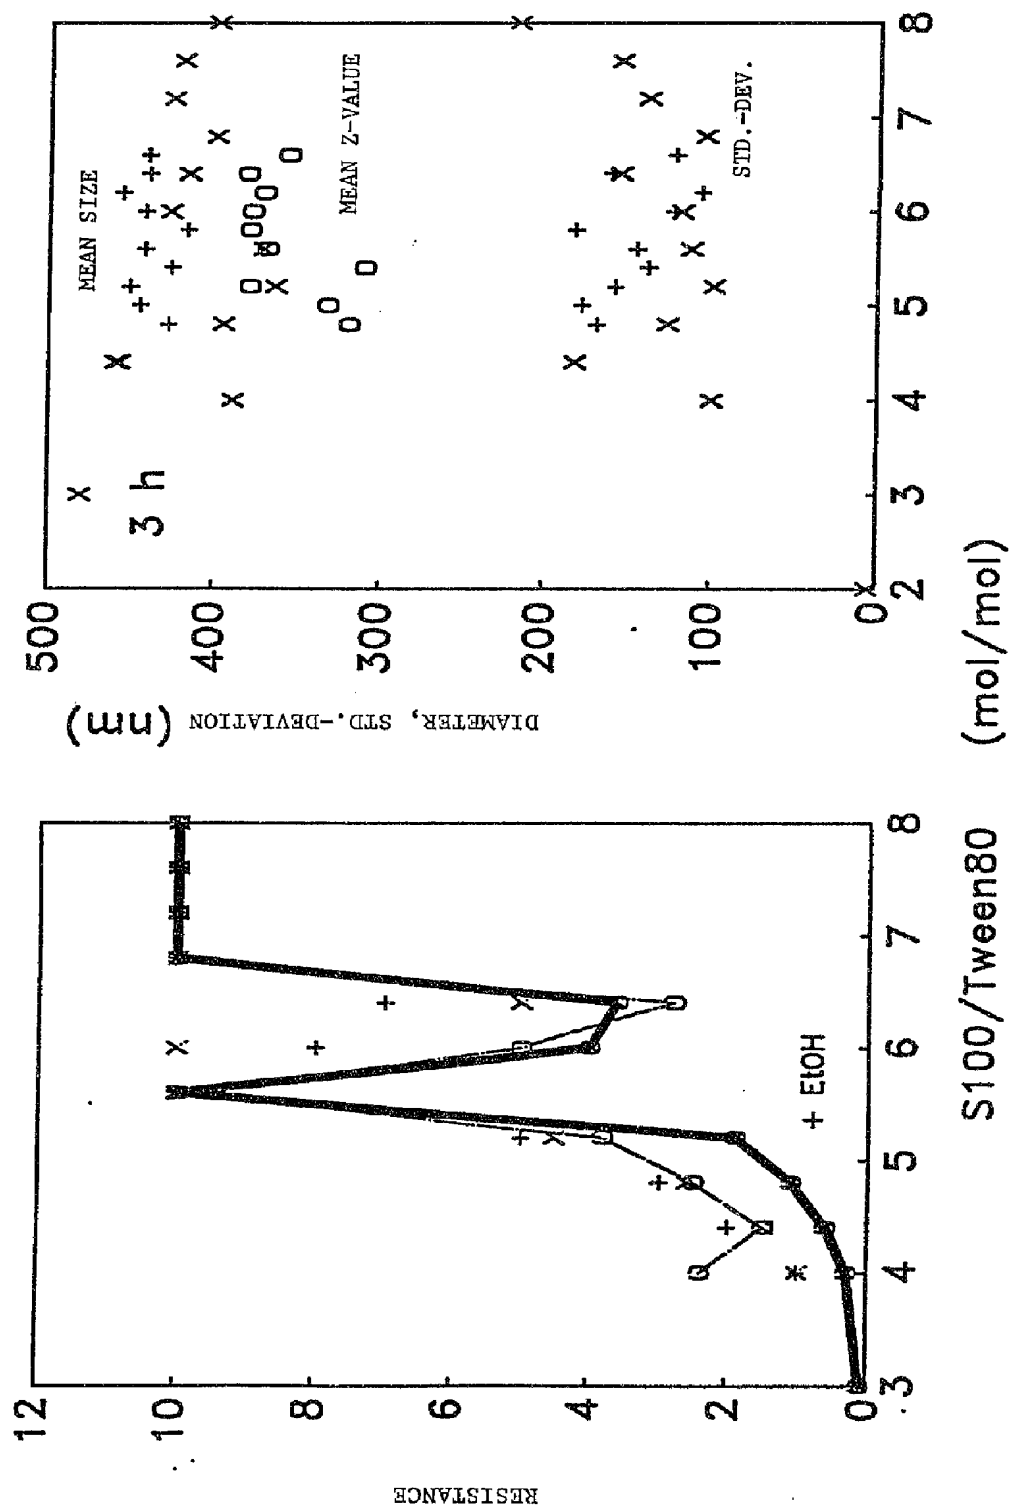 RESISTANCE
12
10
8
6
4
2
0
3 4 5 6 7 8
+ EtOH
S100/Tween80 (mol/mol)
DIAMETER, STD.-DEVIATION (nm)
500
400
300
200
100
0
2 3 4 5 6 7 8
3 h
MEAN SIZE
MEAN Z-VALUE
STD.-DEV.